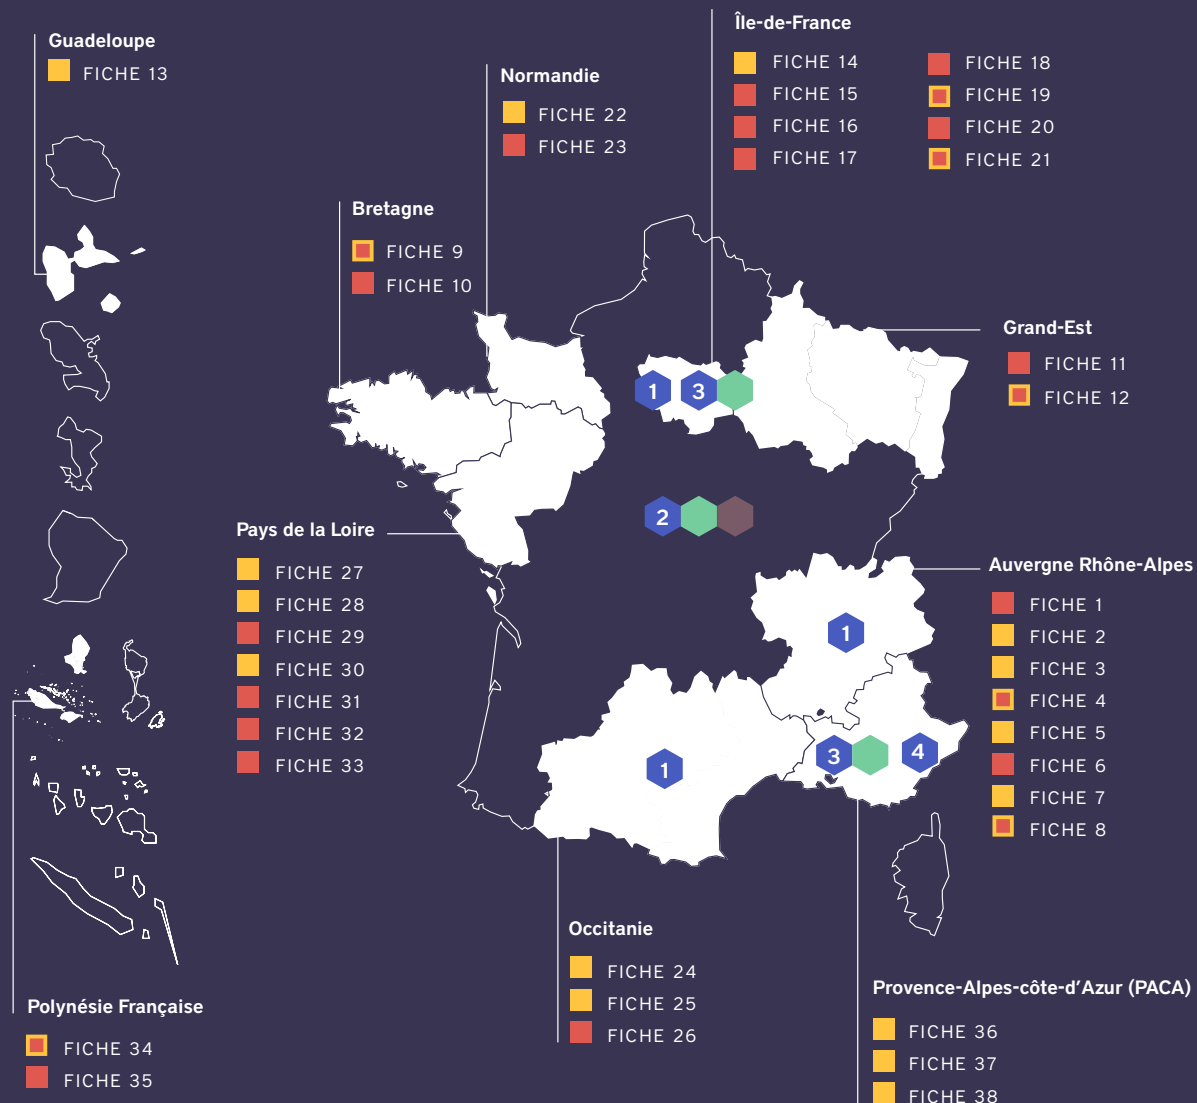 Guadeloupe
FICHE 13
Normandie
FICHE 22
FICHE 23
Île-de-France
FICHE 14
FICHE 15
FICHE 16
FICHE 17
FICHE 18
FICHE 19
FICHE 20
FICHE 21
Bretagne
FICHE 9
FICHE 10
Grand-Est
FICHE 11
FICHE 12
1
3
2
Pays de la Loire
FICHE 27
FICHE 28
FICHE 29
FICHE 30
FICHE 31
FICHE 32
FICHE 33
Auvergne Rhône-Alpes
FICHE 1
FICHE 2
FICHE 3
FICHE 4
FICHE 5
FICHE 6
FICHE 7
FICHE 8
1
1
3
4
Occitanie
FICHE 24
FICHE 25
FICHE 26
Polynésie Française
FICHE 34
FICHE 35
Provence-Alpes-côte-d'Azur (PACA)
FICHE 36
FICHE 37
FICHE 38